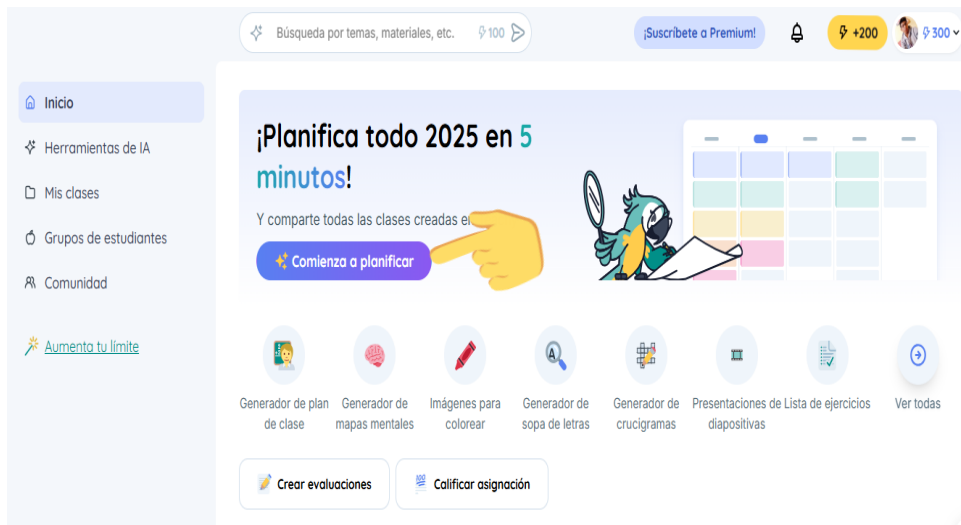 Búsqueda por temas, materiales, etc.
100
¡Suscríbete a Premium!
+200
300
Inicio
Herramientas de IA
Mis clases
Grupos de estudiantes
Comunidad
Aumenta tu límite
¡Planifica todo 2025 en 5
minutos!
Y comparte todas las clases creadas
Comienza a planificar
Generador de plan
de clase
Generador de
mapas mentales
Imágenes para
colorear
Generador de
sopa de letras
Generador de
crucigramas
Presentaciones de
diapositivas
Lista de ejercicios
Ver todas
Crear evaluaciones
Calificar asignación